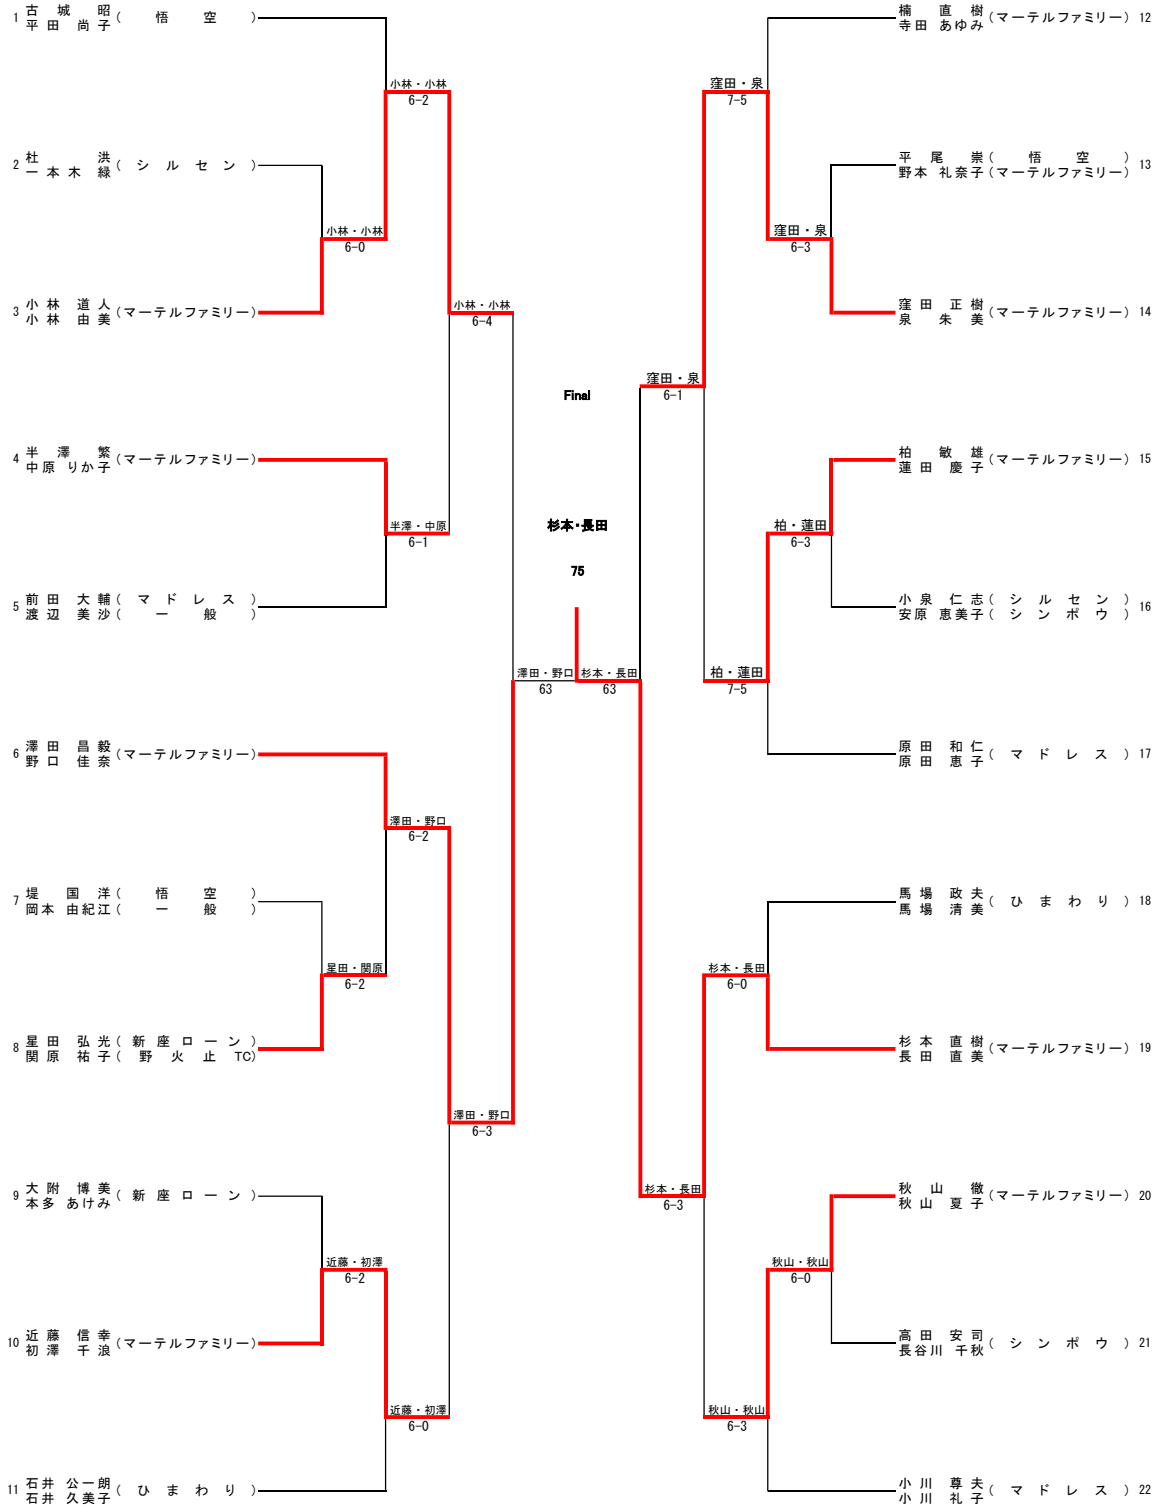 1 古城 昭 (悟空)
平田 尚子
2 杜 洪 (シルセン)
一本木 緑
3 小林 道人 (マーテルファミリー)
小林 由美
4 半澤 繁 (マーテルファミリー)
中原 りか子
5 前田 大輔 (マドレス)
渡辺 美沙 (一般)
6 澤田 昌毅 (マーテルファミリー)
野口 佳奈
7 堤 国洋 (悟空)
岡本 由紀江 (一般)
8 星田 弘光 (新座ローン)
関原 祐子 (野火止 TC)
9 大附 博美 (新座ローン)
本多 あけみ
10 近藤 信幸 (マーテルファミリー)
初澤 千浪
11 石井 公一朗 (ひまわり)
石井 久美子
小林・小林
6-2
小林・小林
6-0
小林・小林
6-4
半澤・中原
6-1
澤田・野口
6-2
星田・関原
6-2
澤田・野口
6-3
近藤・初澤
6-2
近藤・初澤
6-0
澤田・野口
63
Final
杉本・長田
75
杉本・長田
63
窪田・泉
7-5
窪田・泉
6-3
窪田・泉
6-1
柏・蓮田
6-3
柏・蓮田
7-5
杉本・長田
6-0
杉本・長田
6-3
秋山・秋山
6-0
秋山・秋山
6-3
楠 直樹 (マーテルファミリー) 12
寺田 あゆみ
平尾 崇 (悟空) 13
野本 礼奈子 (マーテルファミリー)
窪田 正樹 (マーテルファミリー) 14
泉 朱美
柏 敏雄 (マーテルファミリー) 15
蓮田 慶子
小泉 仁志 (シルセン) 16
安原 恵美子 (シンポウ)
原田 和仁 (マドレス) 17
原田 恵子
馬場 政夫 (ひまわり) 18
馬場 清美
杉本 直樹 (マーテルファミリー) 19
長田 直美
秋山 徹 (マーテルファミリー) 20
秋山 夏子
高田 安司 (シンポウ) 21
長谷川 千秋
小川 尊夫 (マドレス) 22
小川 礼子